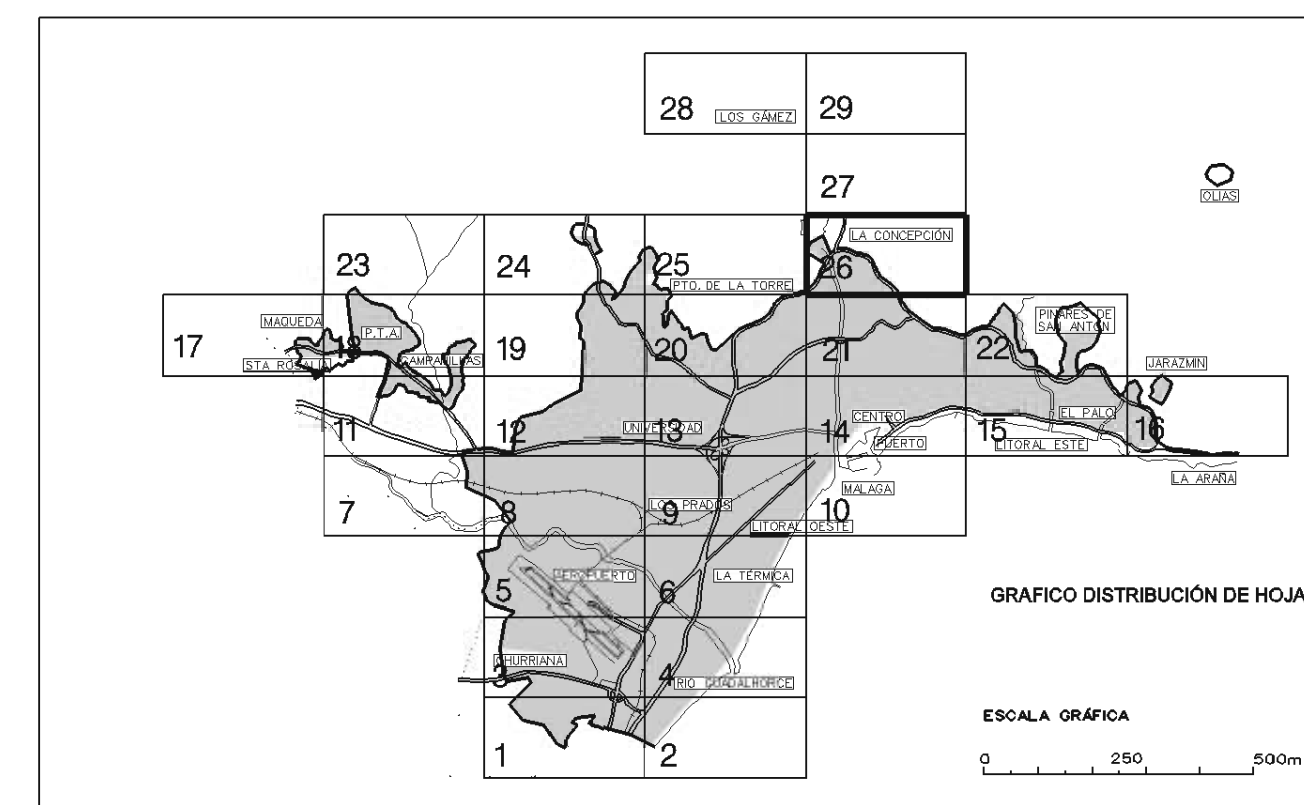 28 LOS GÁMEZ 29
27
OLIAS
LA CONCEPCIÓN
23 24 25 26
PTO. DE LA TORRE
MAQUEDA
P.T.A.
PINARES DE
SAN ANTÓN
17 18 19 20 21 22
STA ROSALIA
CAMPANILLAS
JARAZMIN
CENTRO
EL PALO
11 12 UNIVERSIDAD 13 14 15 16
PUERTO
LITORAL ESTE
LA ARAÑA
MALAGA
7 8 LOS PRADOS 9 10
LITORAL OESTE
AEROPUERTO
LA TÉRMICA
5 6
GRAFICO DISTRIBUCIÓN DE HOJA
CHURRIANA
3 4 RIO GUADALHORCE
ESCALA GRÁFICA
1 2
0 250 500m